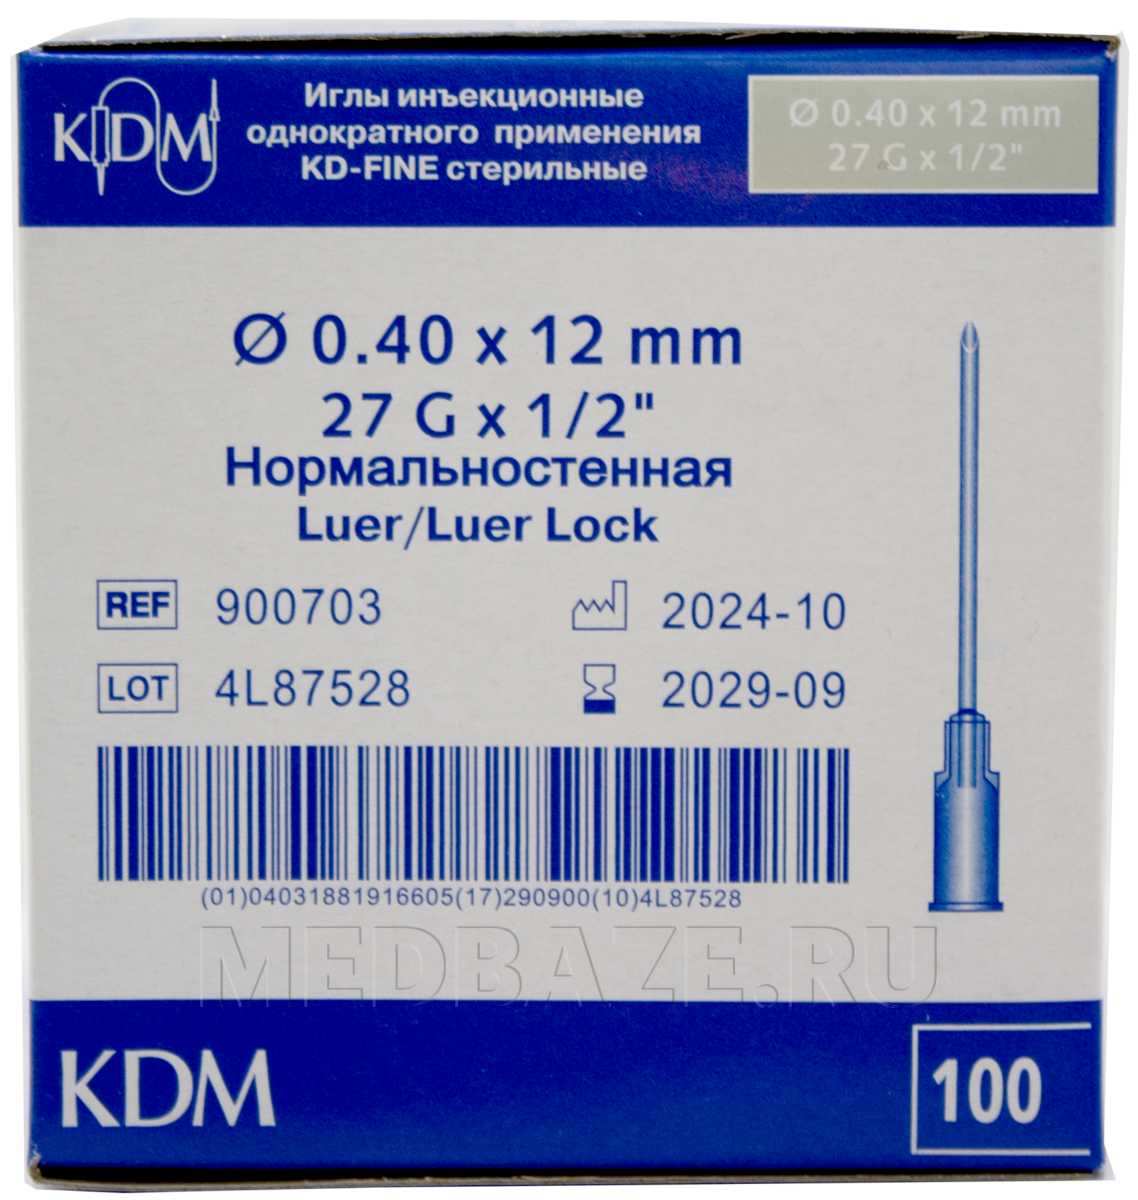 KDM
Иглы инъекционные
однократного применения
KD-FINE стерильные
Ø 0.40 x 12 mm
27 G x 1/2"
Ø 0.40 x 12 mm
27 G x 1/2"
Нормальностенная
Luer/Luer Lock
REF 900703
2024-10
LOT 4L87528
2029-09
(01)04031881916605(17)290900(10)4L87528
MEDBAZE.RU
KDM
100